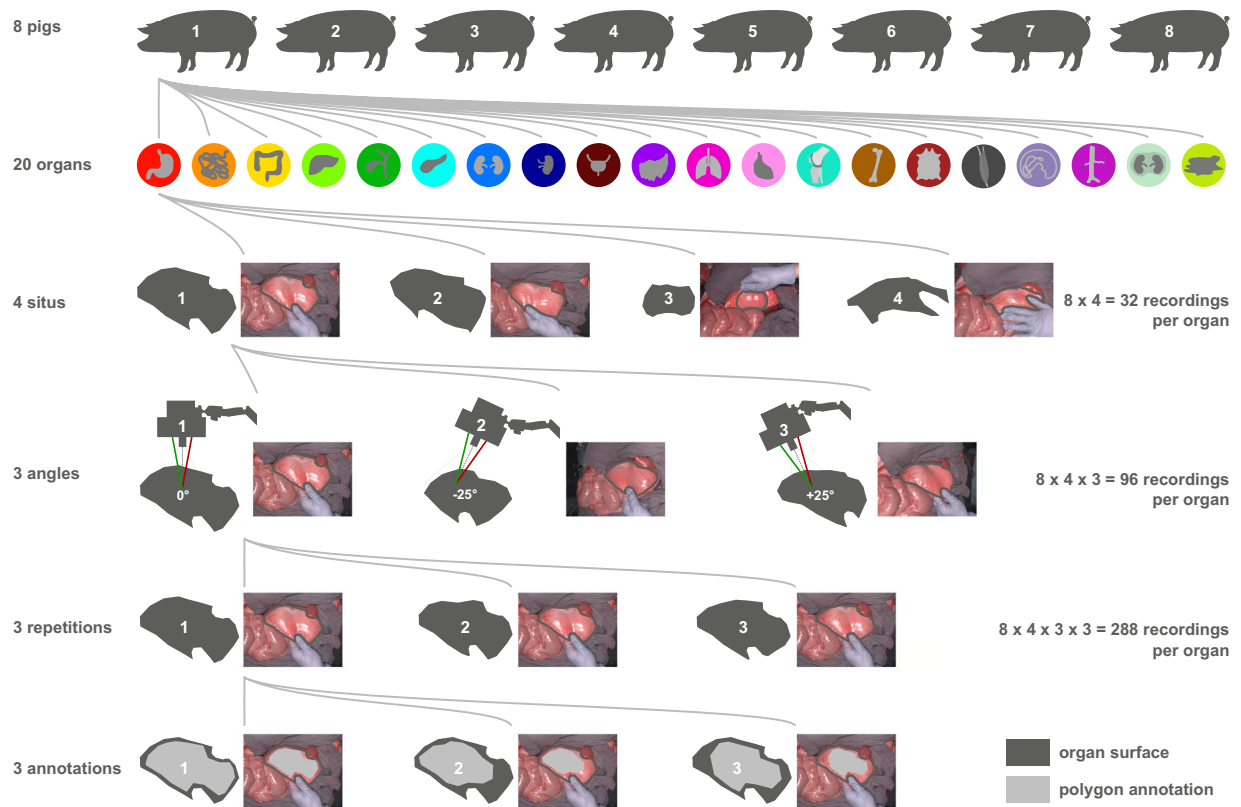 8 pigs
1 2 3 4 5 6 7 8
20 organs
4 situs
1 2 3 4
8 x 4 = 32 recordings
per organ
3 angles
1 2 3
0° -25° +25°
8 x 4 x 3 = 96 recordings
per organ
3 repetitions
1 2 3
8 x 4 x 3 x 3 = 288 recordings
per organ
3 annotations
1 2 3
organ surface
polygon annotation